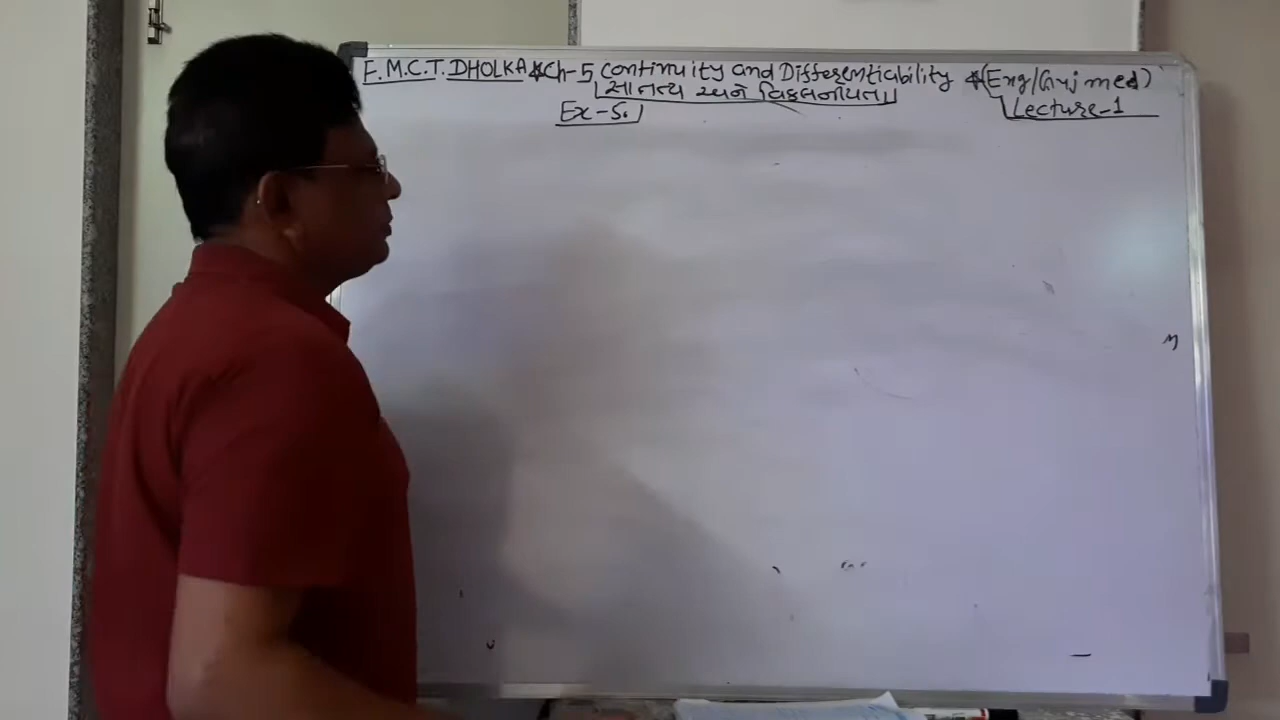 F.M.C.T. DHOLKA * Ch-5 Continuity and Differentiability * (Eng/Guj med)
સાતત્ય અને વિકલનીયતા
Lecture-1
Ex-5.1